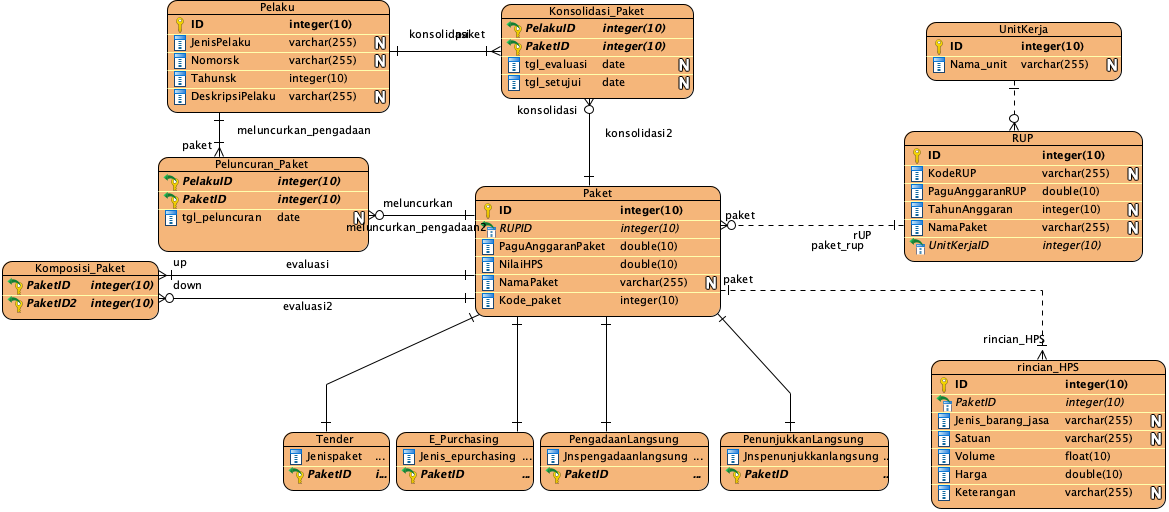 Pelaku
ID integer(10)
JenisPelaku varchar(255) N
Nomorsk varchar(255) N
Tahunsk integer(10)
DeskripsiPelaku varchar(255) N
konsolidasi
paket
Konsolidasi_Paket
PelakuID integer(10)
PaketID integer(10)
tgl_evaluasi date N
tgl_setujui date N
UnitKerja
ID integer(10)
Nama_unit varchar(255) N
meluncurkan_pengadaan
paket
konsolidasi
konsolidasi2
Peluncuran_Paket
PelakuID integer(10)
PaketID integer(10)
tgl_peluncuran date N
meluncurkan
meluncurkan_pengadaan2
Paket
ID integer(10)
RUPID integer(10)
PaguAnggaranPaket double(10)
NilaiHPS double(10)
NamaPaket varchar(255) N
Kode_paket integer(10)
paket
rUP
paket_rup
RUP
ID integer(10)
KodeRUP varchar(255) N
PaguAnggaranRUP double(10)
TahunAnggaran integer(10) N
NamaPaket varchar(255) N
UnitKerjaID integer(10)
Komposisi_Paket
PaketID integer(10)
PaketID2 integer(10)
up
evaluasi
down
evaluasi2
paket
rincian_HPS
rincian_HPS
ID integer(10)
PaketID integer(10)
Jenis_barang_jasa varchar(255) N
Satuan varchar(255) N
Volume float(10)
Harga double(10)
Keterangan varchar(255) N
Tender
Jenispaket ...
PaketID i...
E_Purchasing
Jenis_epurchasing ...
PaketID ...
PengadaanLangsung
Jnspengadaanlangsung ...
PaketID ...
PenunjukkanLangsung
Jnspenunjukkanlangsung ..
PaketID ..